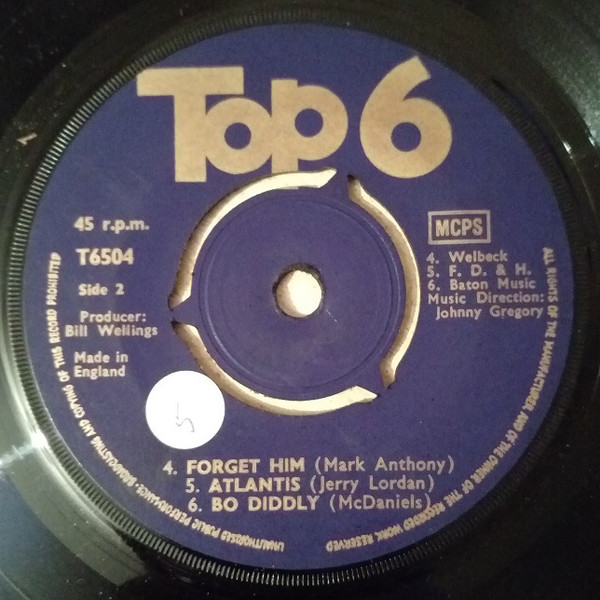 Top 6
45 r.p.m.
T6504
Side 2
Producer:
Bill Wellings
Made in
England
MCPS
4. Welbeck
5. F. D. & H.
6. Baton Music
Music Direction:
Johnny Gregory
4. FORGET HIM (Mark Anthony)
5. ATLANTIS (Jerry Lordan)
6. BO DIDDLY (McDaniels)
ALL RIGHTS OF THE MANUFACTURER AND OF THE OWNER OF THE RECORDED WORK RESERVED
UNAUTHORISED PUBLIC PERFORMANCE, BROADCASTING AND COPYING OF THIS RECORD PROHIBITED